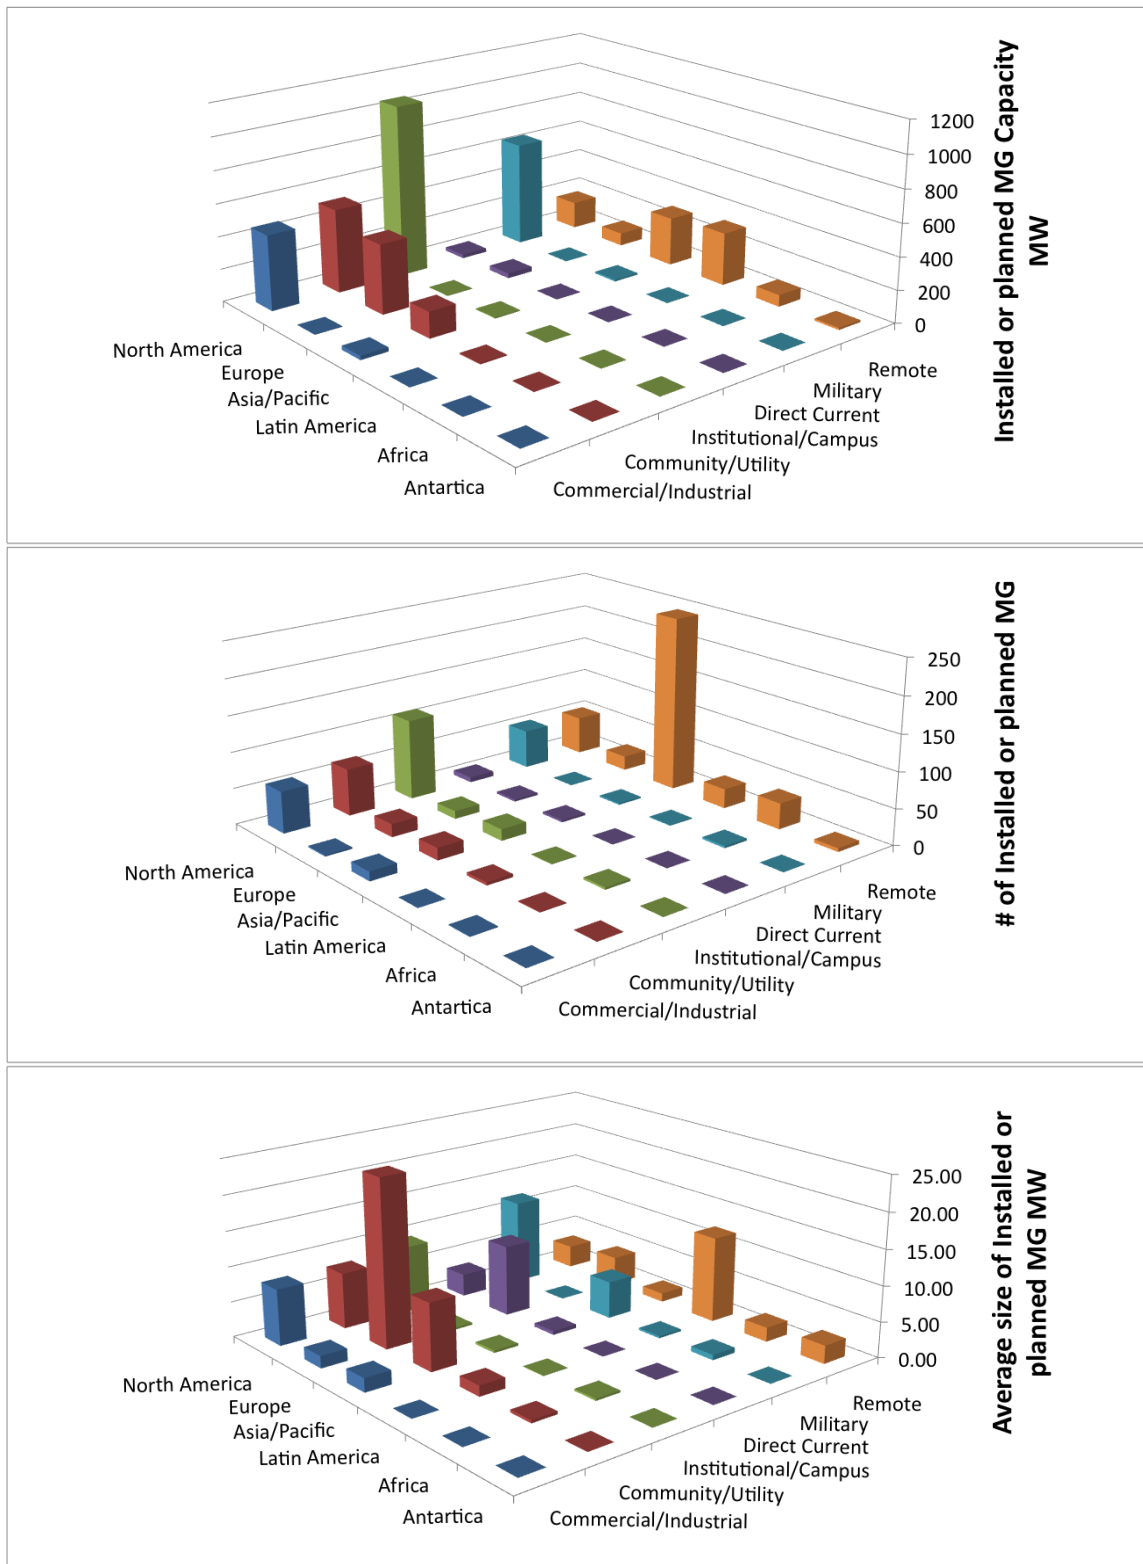 1200
1000
800
600
400
200
0
Installed or planned MG Capacity
MW
North America
Europe
Asia/Pacific
Latin America
Africa
Antartica
Remote
Military
Direct Current
Institutional/Campus
Community/Utility
Commercial/Industrial
250
200
150
100
50
0
# of Installed or planned MG
North America
Europe
Asia/Pacific
Latin America
Africa
Antartica
Remote
Military
Direct Current
Institutional/Campus
Community/Utility
Commercial/Industrial
25.00
20.00
15.00
10.00
5.00
0.00
Average size of Installed or
planned MG MW
North America
Europe
Asia/Pacific
Latin America
Africa
Antartica
Remote
Military
Direct Current
Institutional/Campus
Community/Utility
Commercial/Industrial